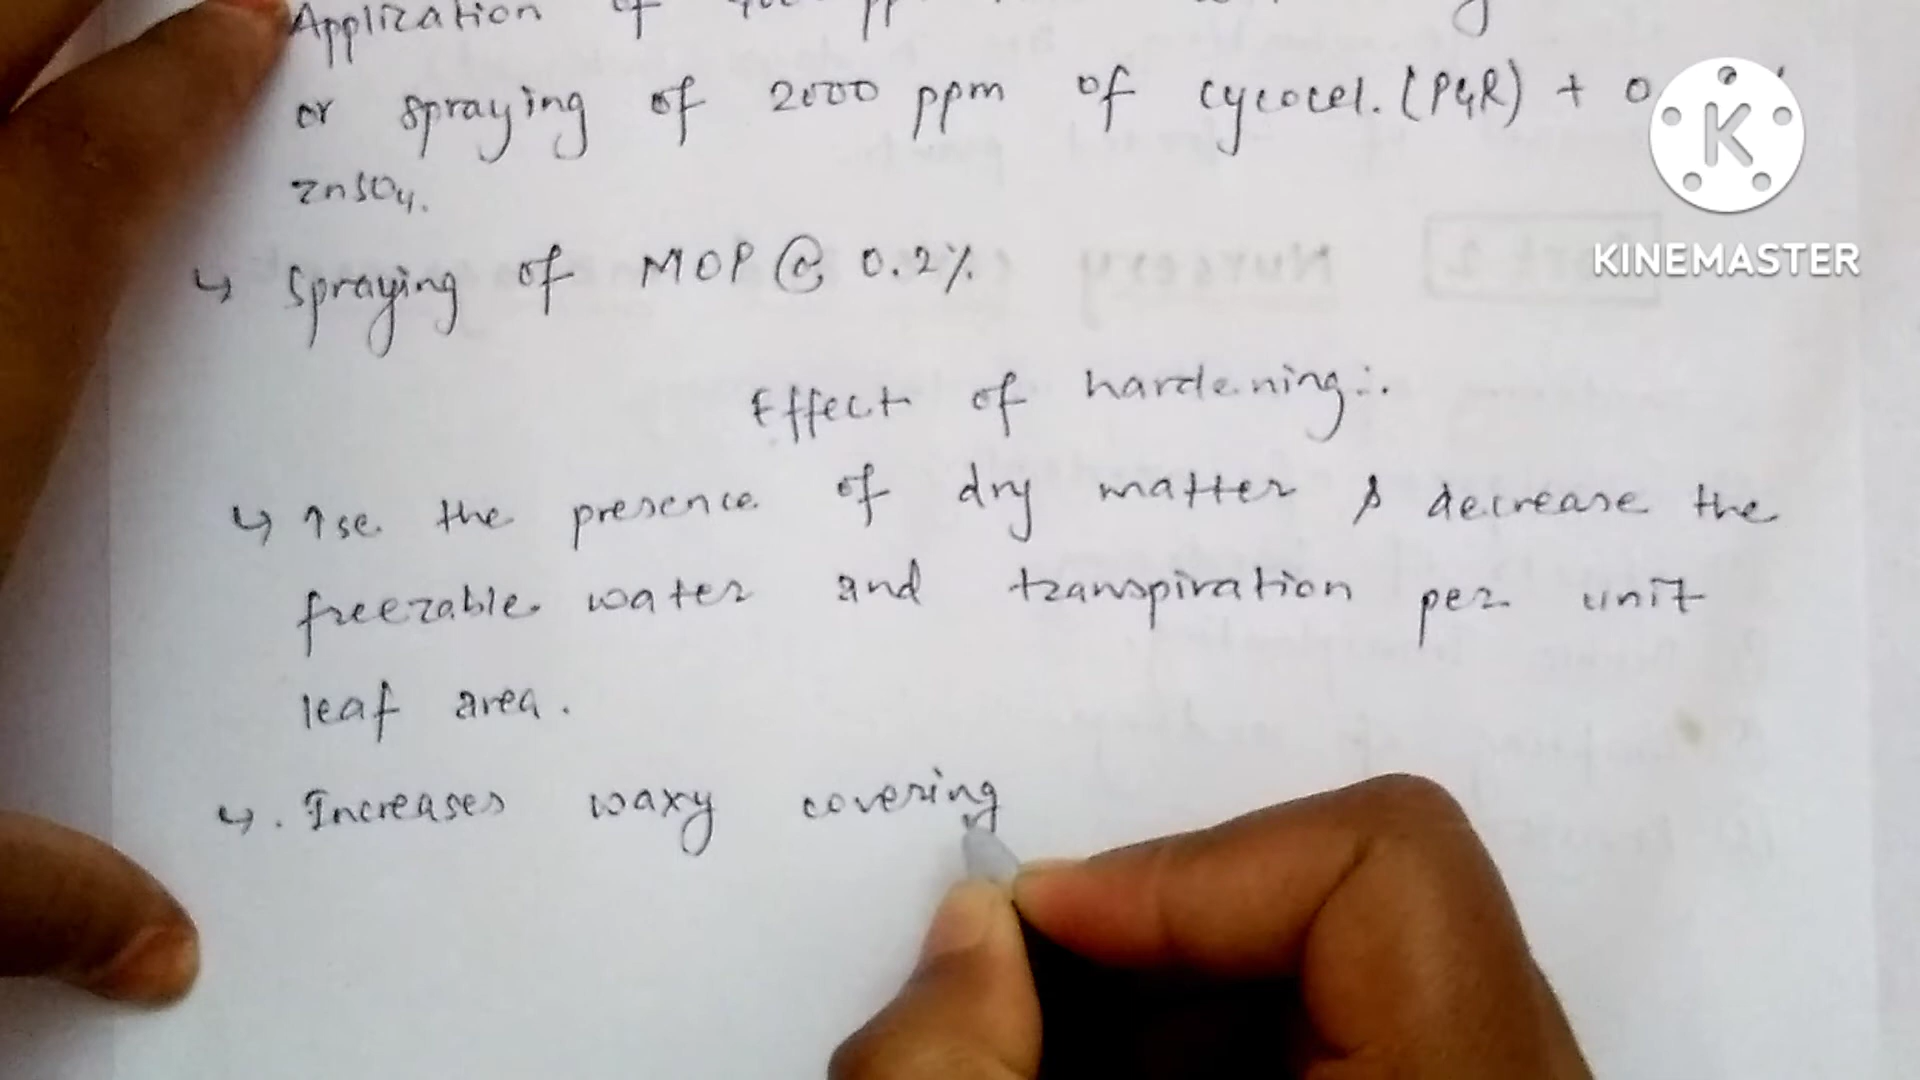 Application of
or spraying of 2000 ppm of cycocel. (PGR) + 0
ZnSO4.
↳ Spraying of MOP @ 0.2%
Effect of hardening:.
↳ ↑se the presence of dry matter & decrease the
freezable water and transpiration per unit
leaf area.
↳. Increases waxy covering
K
KINEMASTER